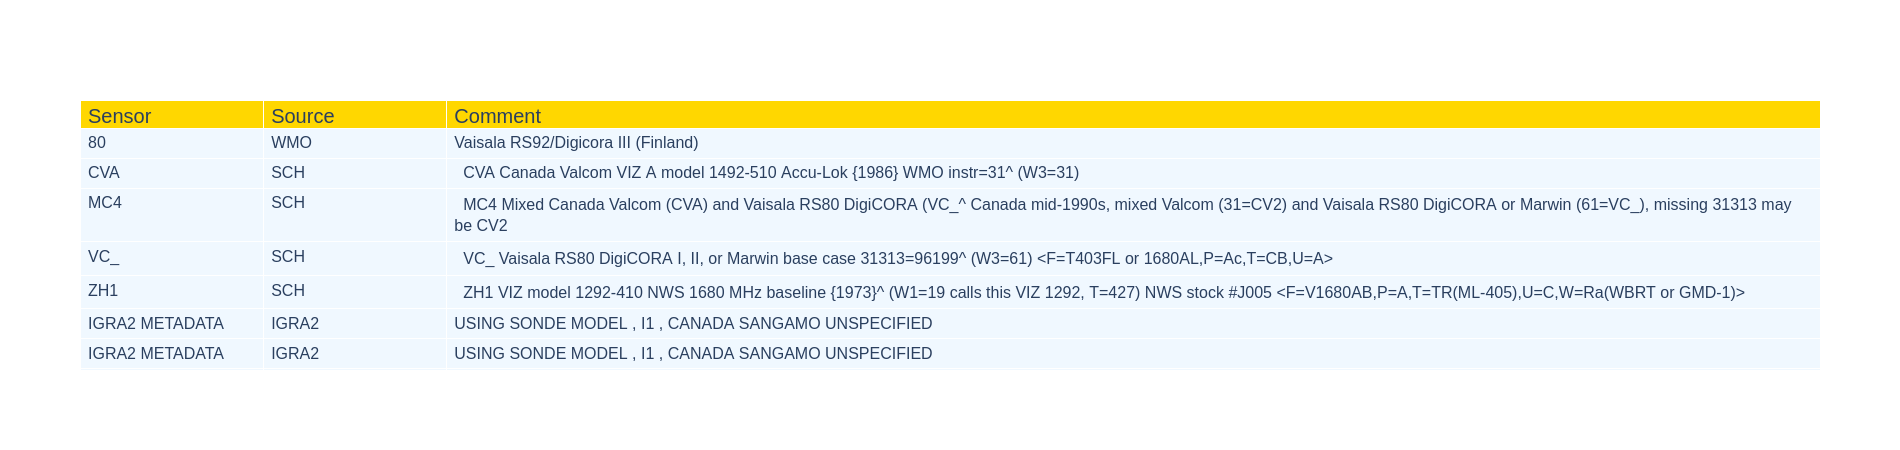 Sensor Source Comment
80 WMO Vaisala RS92/Digicora III (Finland)
CVA SCH CVA Canada Valcom VIZ A model 1492-510 Accu-Lok {1986} WMO instr=31^ (W3=31)
MC4 SCH MC4 Mixed Canada Valcom (CVA) and Vaisala RS80 DigiCORA (VC_^ Canada mid-1990s, mixed Valcom (31=CV2) and Vaisala RS80 DigiCORA or Marwin (61=VC_), missing 31313 may
be CV2
VC_ SCH VC_ Vaisala RS80 DigiCORA I, II, or Marwin base case 31313=96199^ (W3=61) <F=T403FL or 1680AL,P=Ac,T=CB,U=A>
ZH1 SCH ZH1 VIZ model 1292-410 NWS 1680 MHz baseline {1973}^ (W1=19 calls this VIZ 1292, T=427) NWS stock #J005 <F=V1680AB,P=A,T=TR(ML-405),U=C,W=Ra(WBRT or GMD-1)>
IGRA2 METADATA IGRA2 USING SONDE MODEL , I1 , CANADA SANGAMO UNSPECIFIED
IGRA2 METADATA IGRA2 USING SONDE MODEL , I1 , CANADA SANGAMO UNSPECIFIED